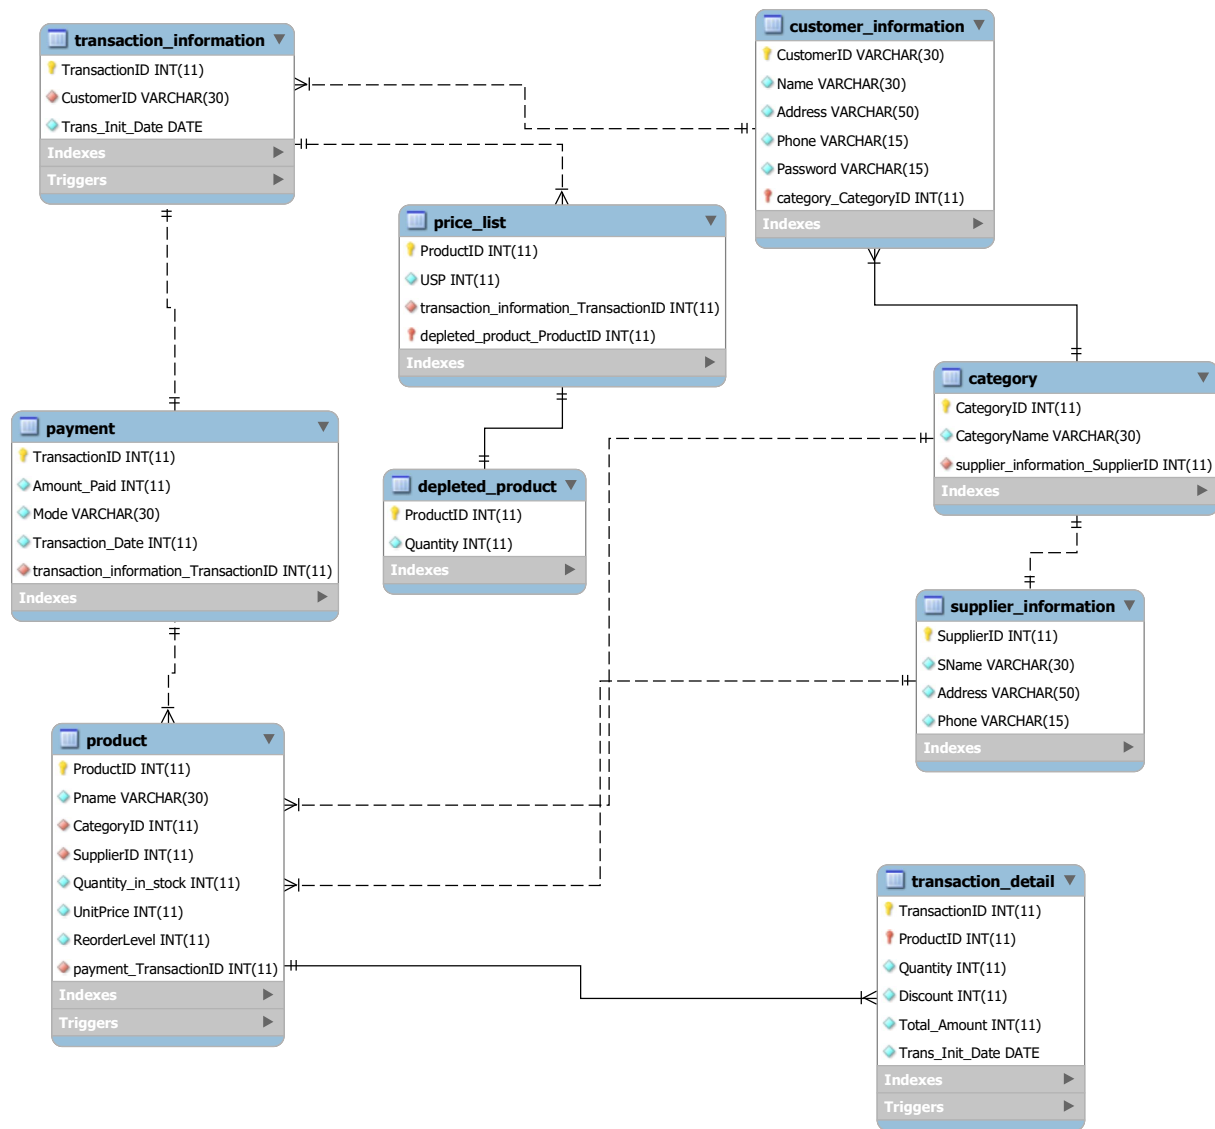 transaction_information
TransactionID INT(11)
CustomerID VARCHAR(30)
Trans_Init_Date DATE
Indexes
Triggers
customer_information
CustomerID VARCHAR(30)
Name VARCHAR(30)
Address VARCHAR(50)
Phone VARCHAR(15)
Password VARCHAR(15)
category_CategoryID INT(11)
Indexes
price_list
ProductID INT(11)
USP INT(11)
transaction_information_TransactionID INT(11)
depleted_product_ProductID INT(11)
Indexes
category
CategoryID INT(11)
CategoryName VARCHAR(30)
supplier_information_SupplierID INT(11)
Indexes
payment
TransactionID INT(11)
Amount_Paid INT(11)
Mode VARCHAR(30)
Transaction_Date INT(11)
transaction_information_TransactionID INT(11)
Indexes
depleted_product
ProductID INT(11)
Quantity INT(11)
Indexes
supplier_information
SupplierID INT(11)
SName VARCHAR(30)
Address VARCHAR(50)
Phone VARCHAR(15)
Indexes
product
ProductID INT(11)
Pname VARCHAR(30)
CategoryID INT(11)
SupplierID INT(11)
Quantity_in_stock INT(11)
UnitPrice INT(11)
ReorderLevel INT(11)
payment_TransactionID INT(11)
Indexes
Triggers
transaction_detail
TransactionID INT(11)
ProductID INT(11)
Quantity INT(11)
Discount INT(11)
Total_Amount INT(11)
Trans_Init_Date DATE
Indexes
Triggers